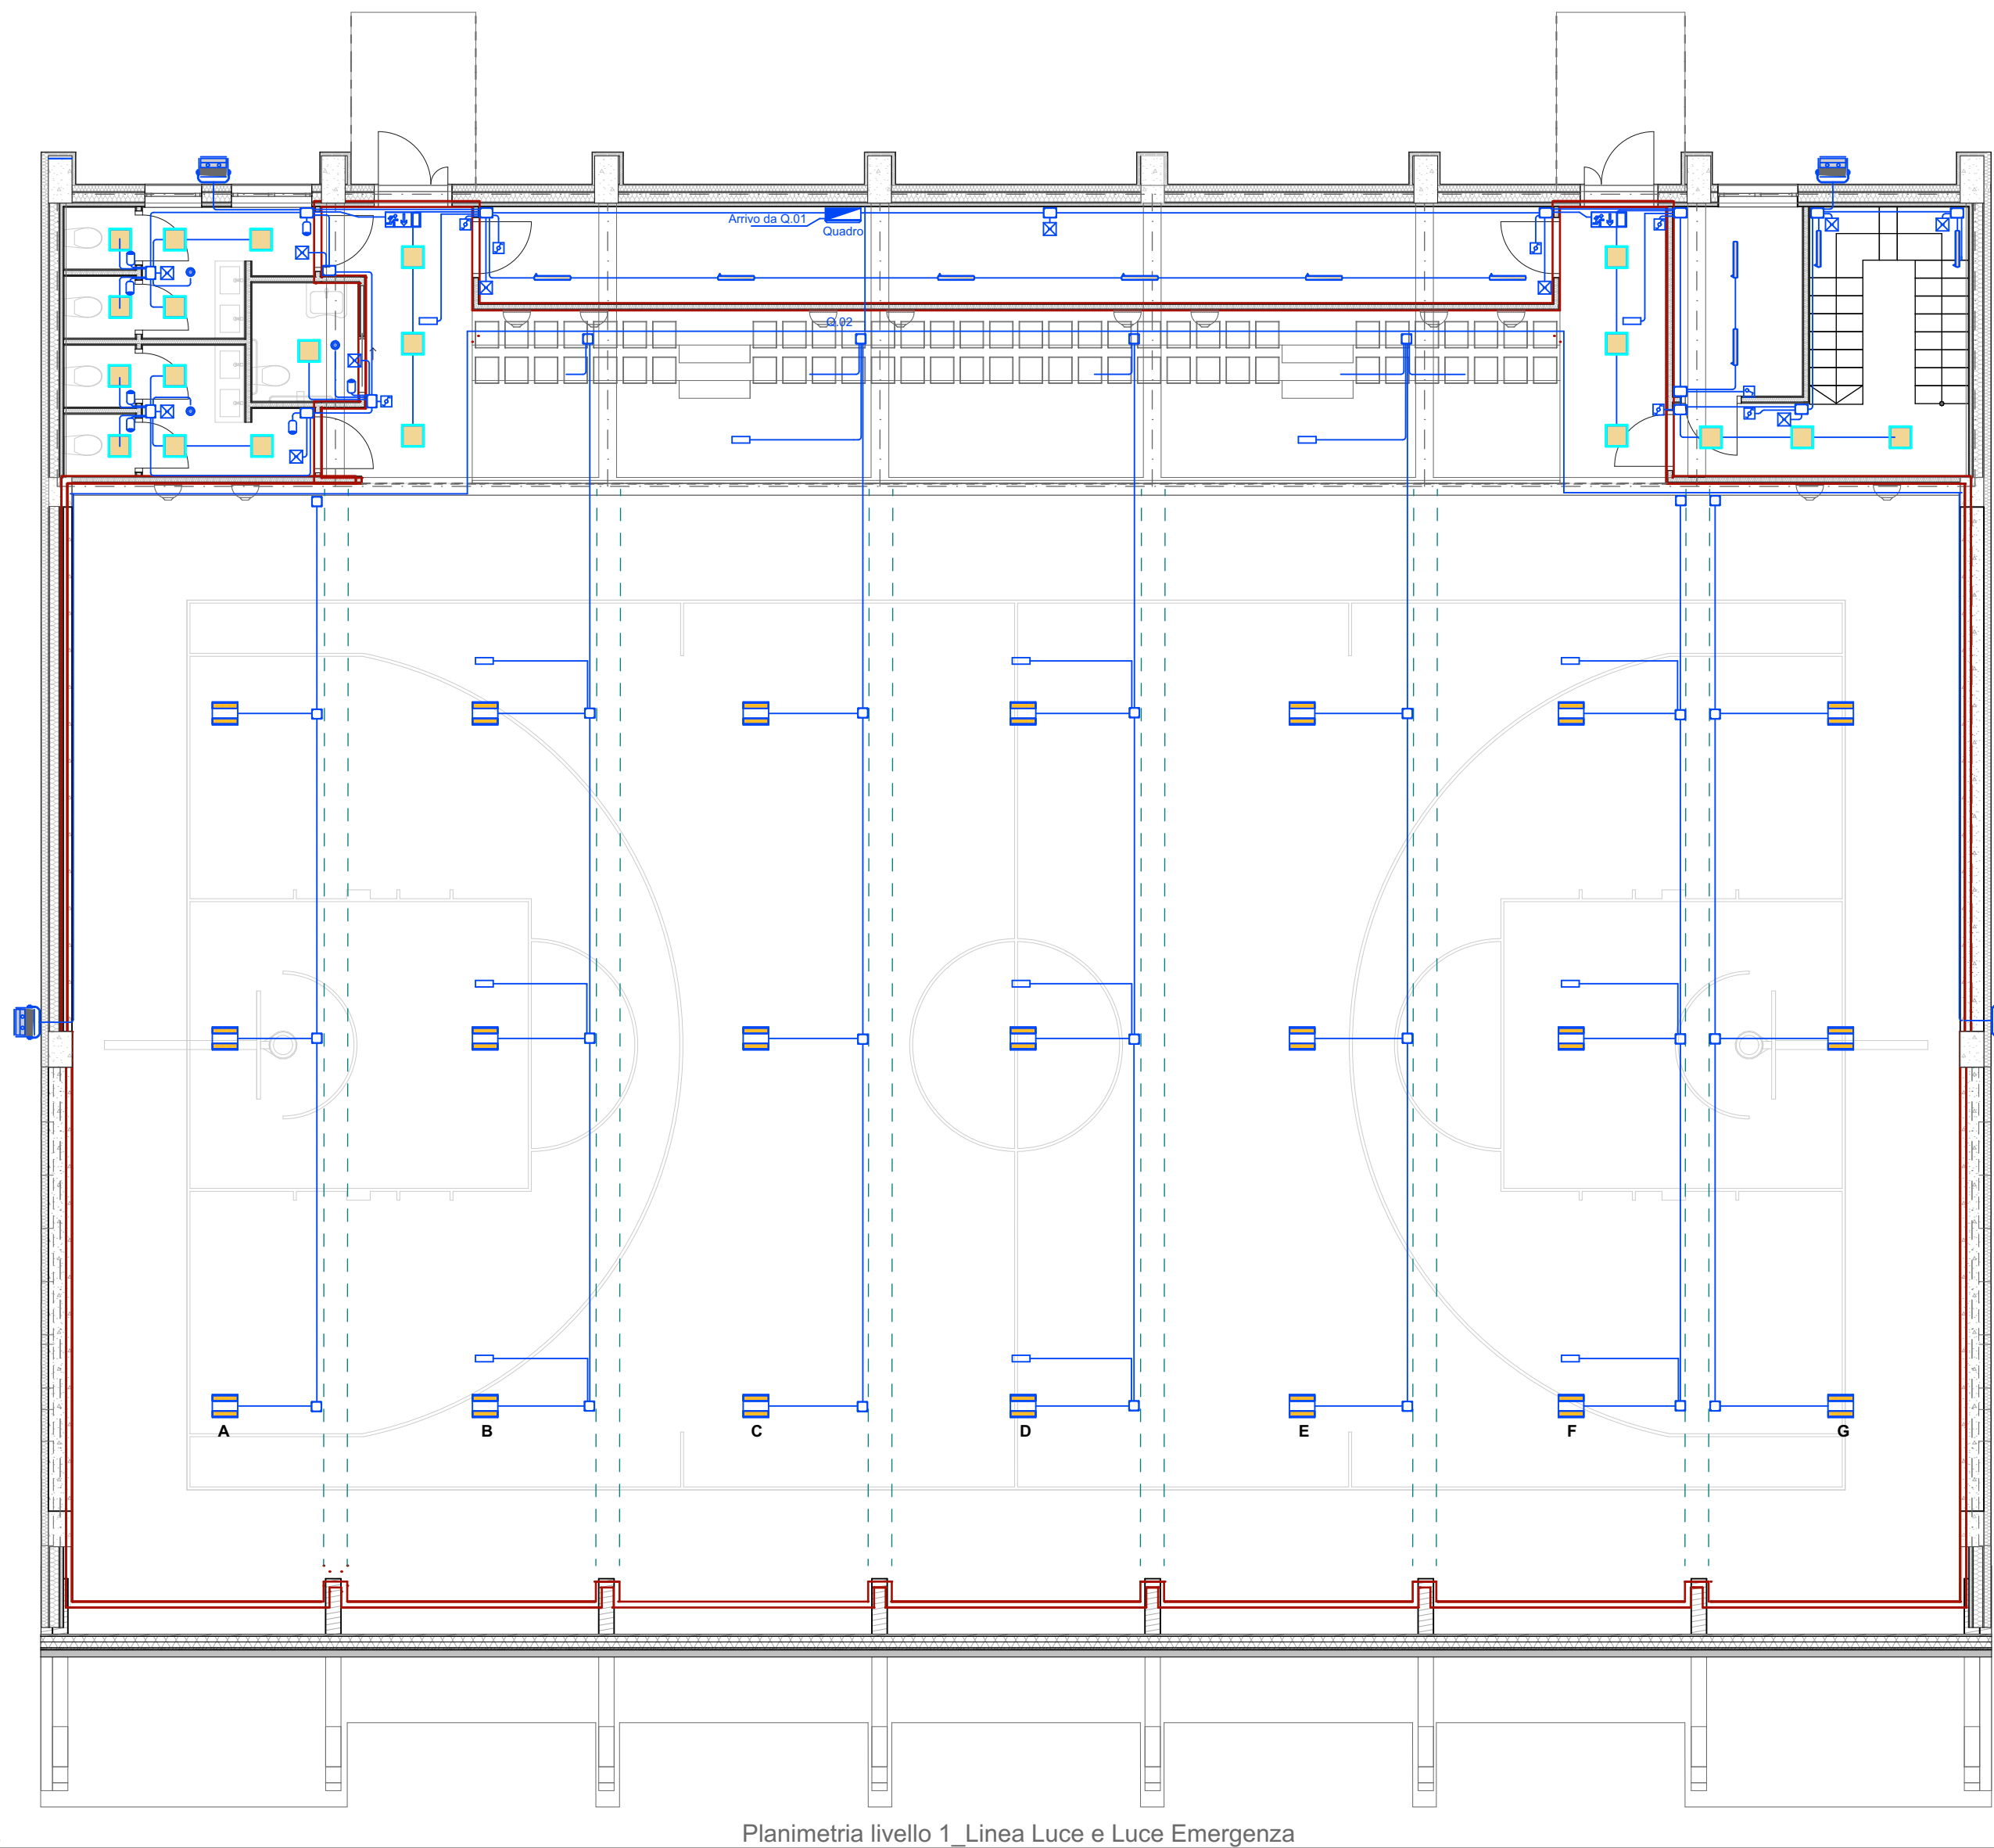 Arrivo da Q.01
Quadro
Q.02
A
B
C
D
E
F
G
Planimetria livello 1_Linea Luce e Luce Emergenza